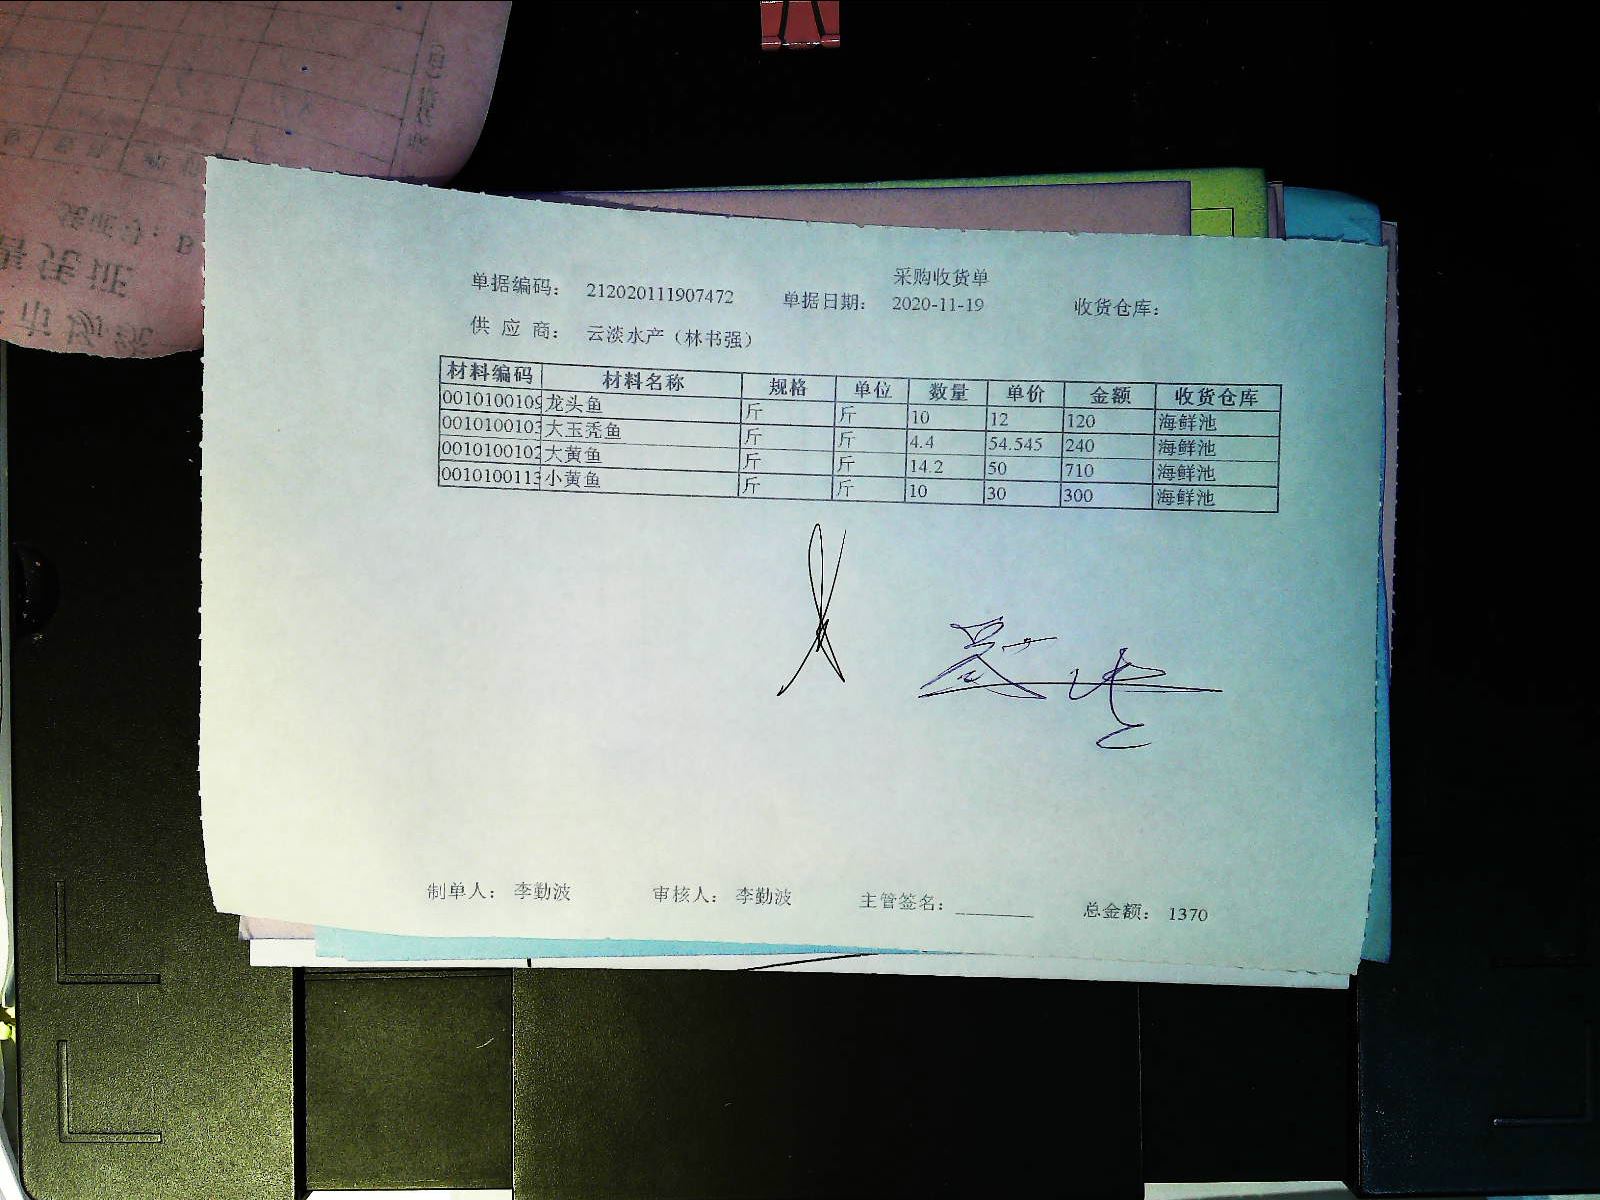 采购收货单
单据编码： 212020111907472 单据日期： 2020-11-19 收货仓库：
供 应 商： 云淡水产（林书强）
材料编码 材料名称 规格 单位 数量 单价 金额 收货仓库
0010100109 龙头鱼 斤 斤 10 12 120 海鲜池
0010100103 大玉秃鱼 斤 斤 4.4 54.545 240 海鲜池
0010100102 大黄鱼 斤 斤 14.2 50 710 海鲜池
0010100113 小黄鱼 斤 斤 10 30 300 海鲜池
制单人： 李勤波 审核人： 李勤波 主管签名：________ 总金额： 1370